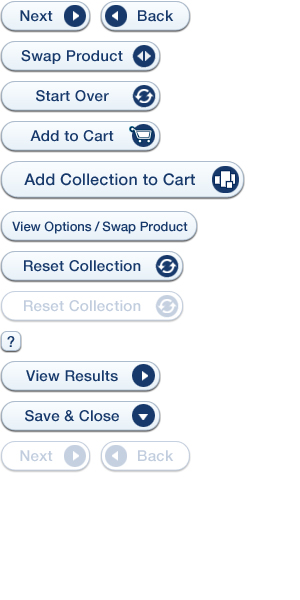 Next Back
Swap Product
Start Over
Add to Cart
Add Collection to Cart
View Options / Swap Product
Reset Collection
Reset Collection
?
View Results
Save & Close
Next Back